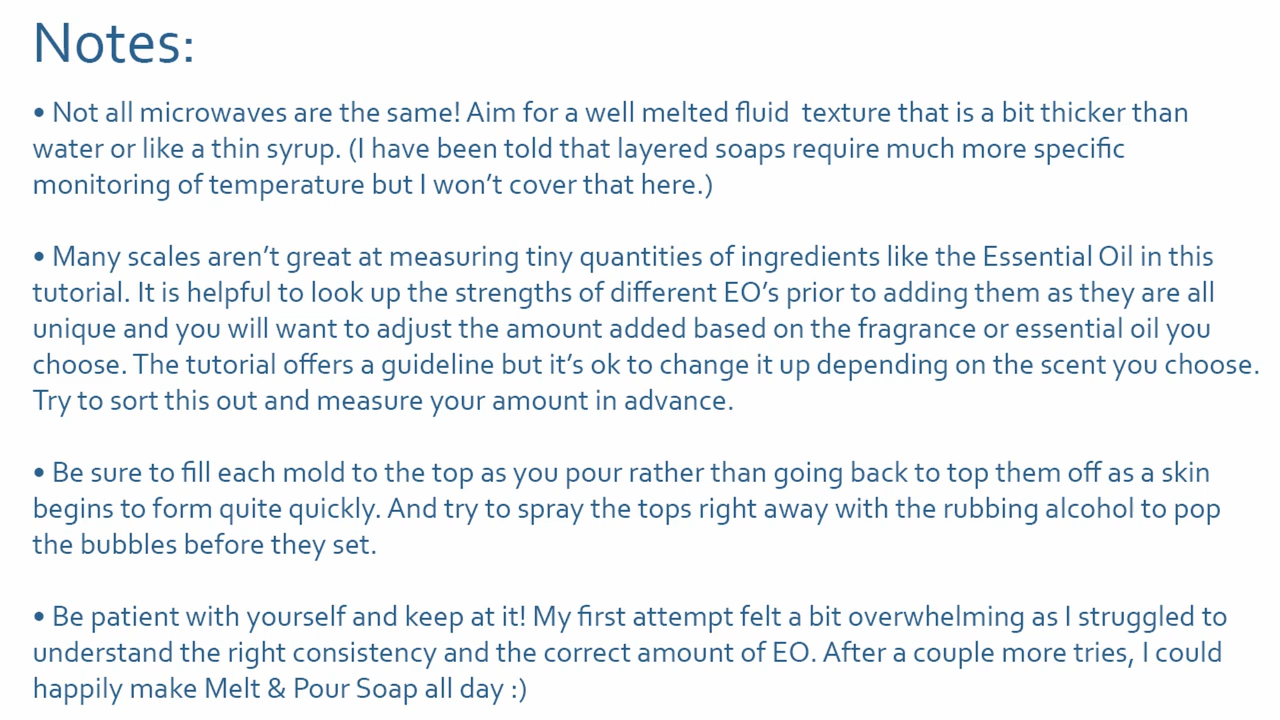 Notes:
• Not all microwaves are the same! Aim for a well melted fluid  texture that is a bit thicker than
water or like a thin syrup. (I have been told that layered soaps require much more specific
monitoring of temperature but I won’t cover that here.)
• Many scales aren’t great at measuring tiny quantities of ingredients like the Essential Oil in this
tutorial. It is helpful to look up the strengths of different EO’s prior to adding them as they are all
unique and you will want to adjust the amount added based on the fragrance or essential oil you
choose. The tutorial offers a guideline but it’s ok to change it up depending on the scent you choose.
Try to sort this out and measure your amount in advance.
• Be sure to fill each mold to the top as you pour rather than going back to top them off as a skin
begins to form quite quickly. And try to spray the tops right away with the rubbing alcohol to pop
the bubbles before they set.
• Be patient with yourself and keep at it! My first attempt felt a bit overwhelming as I struggled to
understand the right consistency and the correct amount of EO. After a couple more tries, I could
happily make Melt & Pour Soap all day :)